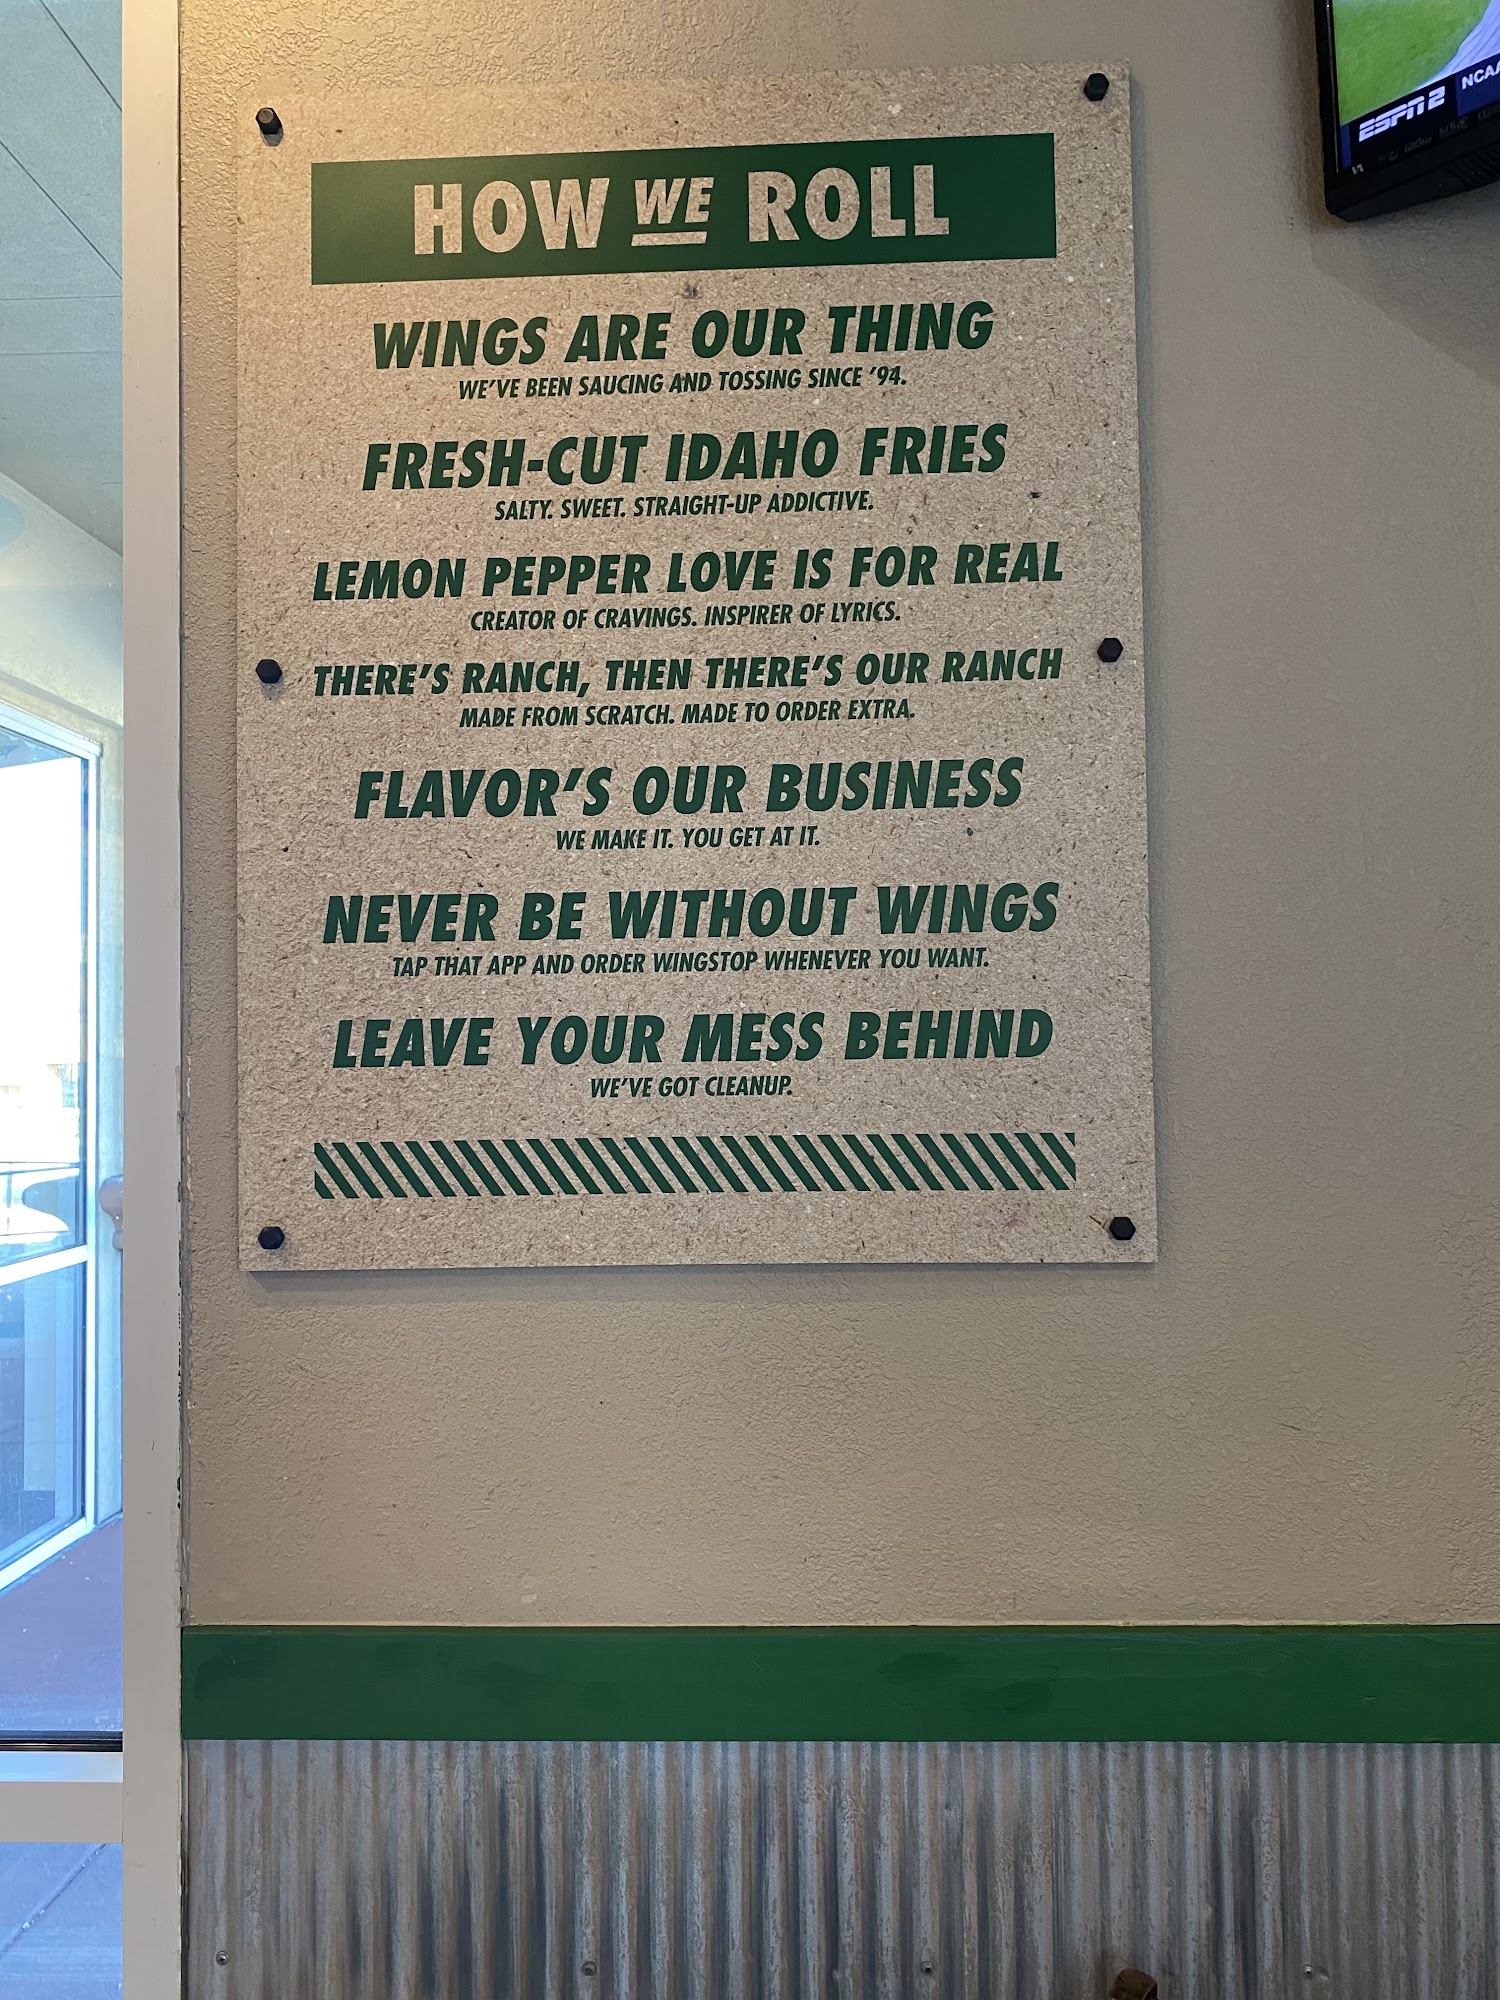 HOW WE ROLL
WINGS ARE OUR THING
WE'VE BEEN SAUCING AND TOSSING SINCE '94.
FRESH-CUT IDAHO FRIES
SALTY. SWEET. STRAIGHT-UP ADDICTIVE.
LEMON PEPPER LOVE IS FOR REAL
CREATOR OF CRAVINGS. INSPIRER OF LYRICS.
THERE'S RANCH, THEN THERE'S OUR RANCH
MADE FROM SCRATCH. MADE TO ORDER EXTRA.
FLAVOR'S OUR BUSINESS
WE MAKE IT. YOU GET AT IT.
NEVER BE WITHOUT WINGS
TAP THAT APP AND ORDER WINGSTOP WHENEVER YOU WANT.
LEAVE YOUR MESS BEHIND
WE'VE GOT CLEANUP.
ESPN2 NCAA